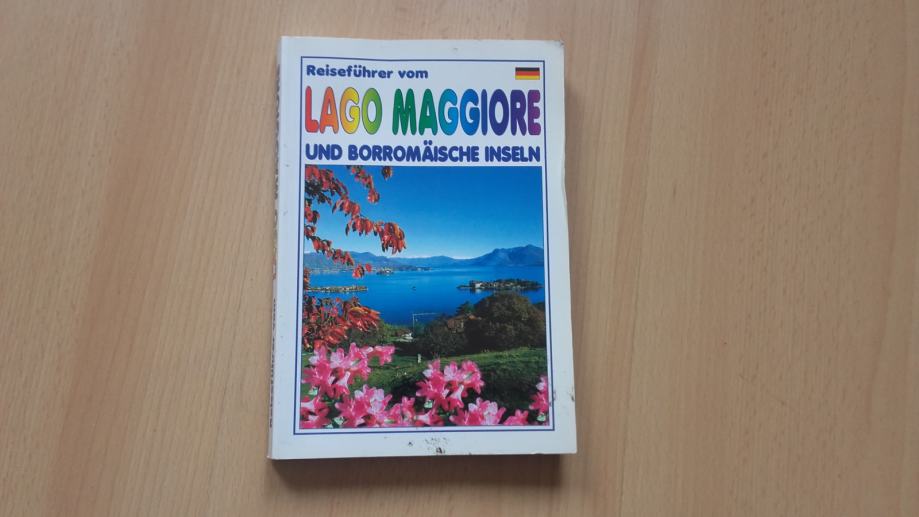 Reiseführer vom
LAGO MAGGIORE
UND BORROMÄISCHE INSELN